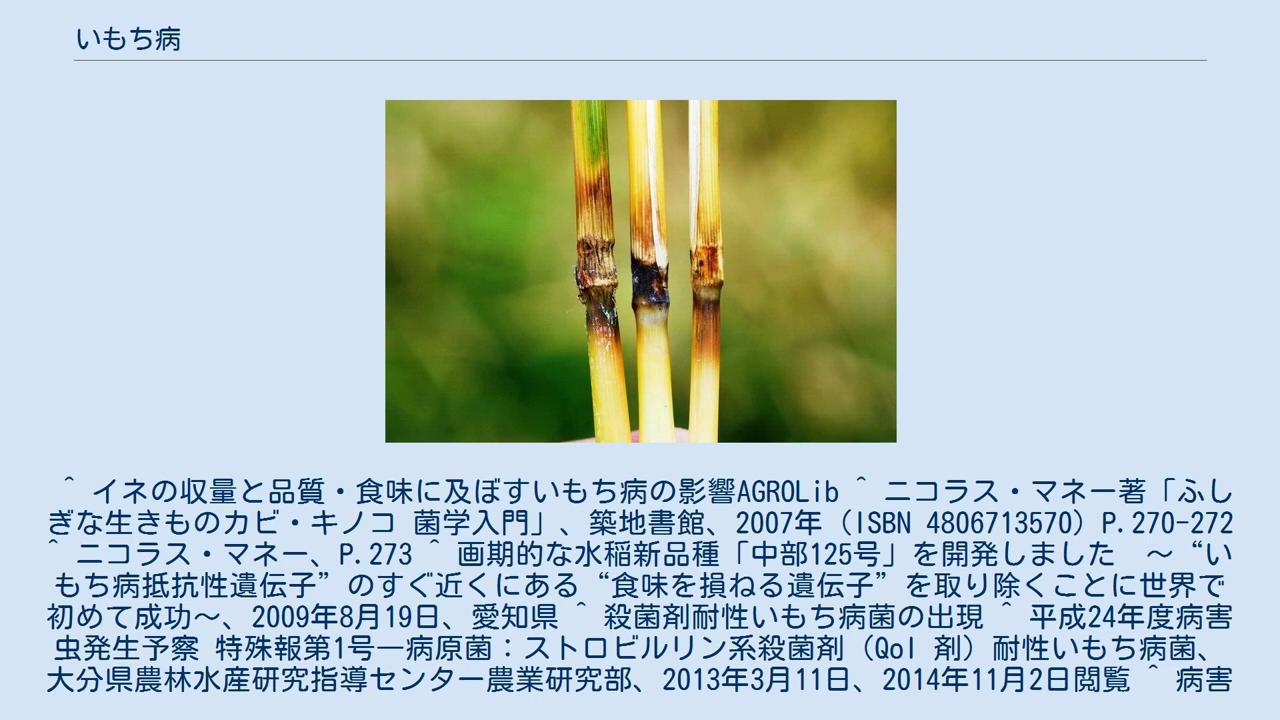 いもち病
^ イネの収量と品質・食味に及ぼすいもち病の影響AGROLib ^ ニコラス・マネー著「ふし
ぎな生きものカビ・キノコ 菌学入門」、築地書館、2007年（ISBN 4806713570）P.270-272
^ ニコラス・マネー、P.273 ^ 画期的な水稲新品種「中部125号」を開発しました　～“い
もち病抵抗性遺伝子”のすぐ近くにある“食味を損ねる遺伝子”を取り除くことに世界で
初めて成功～、2009年8月19日、愛知県 ^ 殺菌剤耐性いもち病菌の出現 ^ 平成24年度病害
虫発生予察 特殊報第1号―病原菌：ストロビルリン系殺菌剤（QoI 剤）耐性いもち病菌、
大分県農林水産研究指導センター農業研究部、2013年3月11日、2014年11月2日閲覧 ^ 病害